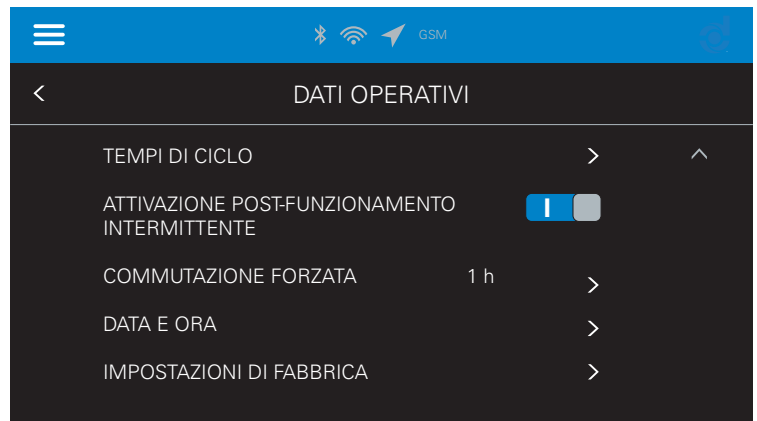 GSM
DATI OPERATIVI
TEMPI DI CICLO
ATTIVAZIONE POST-FUNZIONAMENTO
INTERMITTENTE
COMMUTAZIONE FORZATA 1 h
DATA E ORA
IMPOSTAZIONI DI FABBRICA